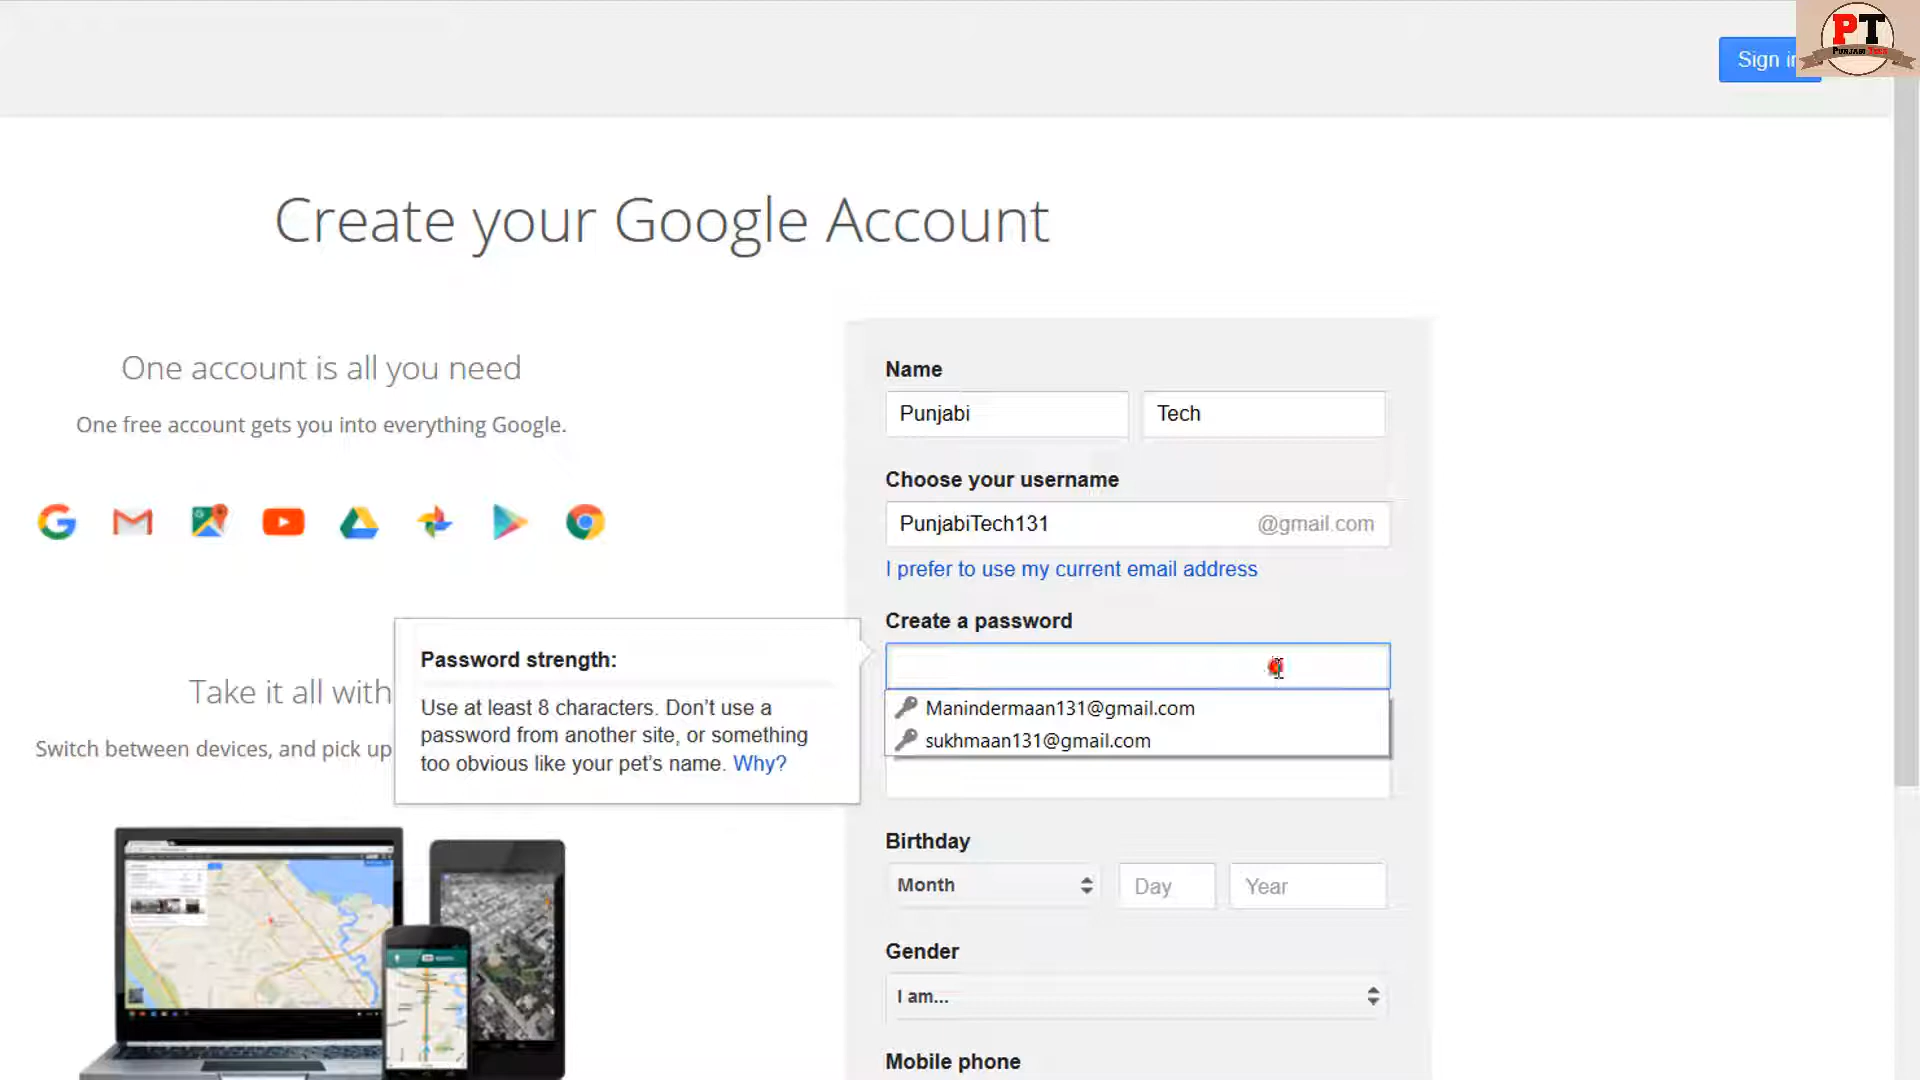 PT
PUNJABI TECH
Sign in
Create your Google Account
One account is all you need
One free account gets you into everything Google.
Take it all with
Switch between devices, and pick up
Name
Punjabi
Tech
Choose your username
PunjabiTech131
@gmail.com
I prefer to use my current email address
Create a password
Password strength:
Use at least 8 characters. Don't use a
password from another site, or something
too obvious like your pet's name. Why?
Manindermaan131@gmail.com
sukhmaan131@gmail.com
Birthday
Month
Day
Year
Gender
I am...
Mobile phone